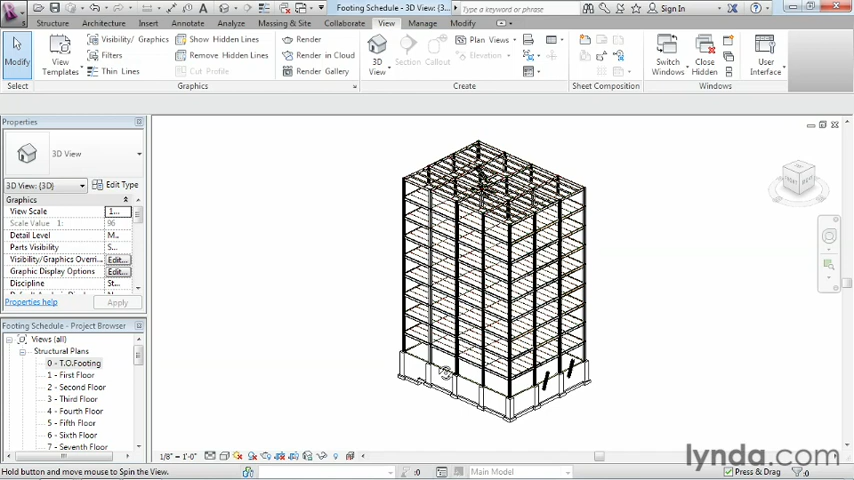 Footing Schedule - 3D View: {3...
Type a keyword or phrase
Sign In
Structure Architecture Insert Annotate Analyze Massing & Site Collaborate View Manage Modify
Modify
View Templates
Visibility/ Graphics
Filters
Thin Lines
Show Hidden Lines
Remove Hidden Lines
Cut Profile
Render
Render in Cloud
Render Gallery
3D View
Section
Callout
Plan Views
Elevation
Switch Windows
Close Hidden
User Interface
Select Graphics Create Sheet Composition Windows
Properties
3D View
3D View: {3D} Edit Type
Graphics
View Scale 1...
Scale Value 1: 96
Detail Level M...
Parts Visibility S...
Visibility/Graphics Overri... Edit...
Graphic Display Options Edit...
Discipline St...
Properties help Apply
Footing Schedule - Project Browser
Views (all)
Structural Plans
0 - T.O.Footing
1 - First Floor
2 - Second Floor
3 - Third Floor
4 - Fourth Floor
5 - Fifth Floor
6 - Sixth Floor
7 - Seventh Floor
FRONT
1/8" = 1'-0"
Hold button and move mouse to Spin the View.
:0
Main Model
Press & Drag
:0
lynda.com